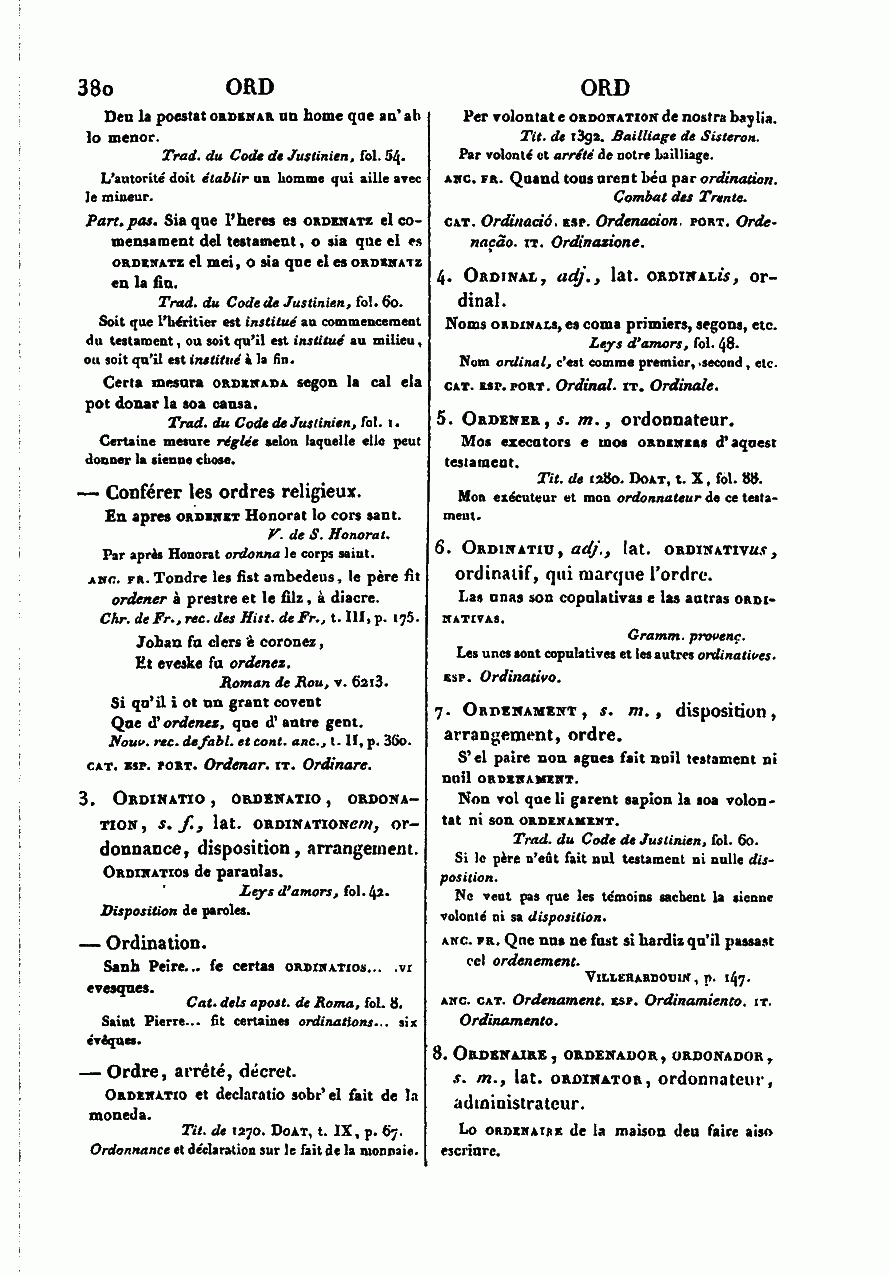 380 ORD ORD
Deu la poestat ORDENAR un home que an' ab
lo menor.
Trad. du Code de Justinien, fol. 54.
L'autorité doit établir un homme qui aille avec
le mineur.
Part. pas. Sia que l'heres es ORDENATZ el co-
mensament del testament, o sia que el es
ORDENATZ el mei, o sia que el es ORDENATZ
en la fin.
Trad. du Code de Justinien, fol. 60.
Soit que l'héritier est institué au commencement
du testament, ou soit qu'il est institué au milieu,
ou soit qu'il est institué à la fin.
Certa mesura ORDENADA segon la cal ela
pot donar la soa causa.
Trad. du Code de Justinien, fol. 1.
Certaine mesure réglée selon laquelle elle peut
donner la sienne chose.
— Conférer les ordres religieux.
En apres ORDENET Honorat lo cors sant.
V. de S. Honorat.
Par après Honorat ordonna le corps saint.
ANC. FR. Tondre les fist ambedeus, le père fit
ordener à prestre et le filz, à diacre.
Chr. de Fr., rec. des Hist. de Fr., t. III, p. 175.
Johan fu clers è coronez,
Et eveske fu ordenez.
Roman de Rou, v. 6213.
Si qu'il i ot un grant covent
Que d'ordenez, que d'autre gent.
Nouv. rec. de fabl. et cont. anc., t. II, p. 360.
CAT. ESP. PORT. Ordenar. IT. Ordinare.
3. ORDINATIO, ORDENATIO, ORDONA-
TION, s. f., lat. ORDINATIONem, or-
donnance, disposition, arrangement.
ORDINATIOS de paraulas.
Leys d'amors, fol. 42.
Disposition de paroles.
— Ordination.
Sanh Peire... fe certas ORDINATIOS... .VI
evesques.
Cat. dels apost. de Roma, fol. 8.
Saint Pierre... fit certaines ordinations... six
évêques.
— Ordre, arrêté, décret.
ORDENATIO et declaratio sobr' el fait de la
moneda.
Tit. de 1270. DOAT, t. IX, p. 67.
Ordonnance et déclaration sur le fait de la monnaie.
Per volontat e ORDONATION de nostra baylia.
Tit. de 1392. Bailliage de Sisteron.
Par volonté et arrêté de notre bailliage.
ANC. FR. Quand tous urent béu par ordination.
Combat des Trente.
CAT. Ordinació. ESP. Ordenacion. PORT. Orde-
nação. IT. Ordinazione.
4. ORDINAL, adj., lat. ORDINALis, or-
dinal.
Noms ORDINALS, es coma primiers, segons, etc.
Leys d'amors, fol. 48.
Nom ordinal, c'est comme premier, second, etc.
CAT. ESP. PORT. Ordinal. IT. Ordinale.
5. ORDENER, s. m., ordonnateur.
Mos executors e mos ORDENERS d'aquest
testament.
Tit. de 1280. DOAT, t. X, fol. 88.
Mon exécuteur et mon ordonnateur de ce testa-
ment.
6. ORDINATIU, adj., lat. ORDINATIVus,
ordinatif, qui marque l'ordre.
Las unas son copulativas e las autras ORDI-
NATIVAS.
Gramm. provenç.
Les unes sont copulatives et les autres ordinatives.
ESP. Ordinativo.
7. ORDENAMENT, s. m., disposition,
arrangement, ordre.
S'el paire non agues fait nuil testament ni
nuil ORDENAMENT.
Non vol que li garent sapion la soa volon-
tat ni son ORDENAMENT.
Trad. du Code de Justinien, fol. 60.
Si le père n'eût fait nul testament ni nulle dis-
position.
Ne veut pas que les témoins sachent la sienne
volonté ni sa disposition.
ANC. FR. Que nus ne fust si hardiz qu'il passast
cel ordenement.
VILLEHARDOUIN, p. 147.
ANC. CAT. Ordenament. ESP. Ordinamiento. IT.
Ordinamento.
8. ORDENAIRE, ORDENADOR, ORDONADOR,
s. m., lat. ORDINATOR, ordonnateur,
administrateur.
Lo ORDENAIRE de la maison deu faire aiso
escriure.